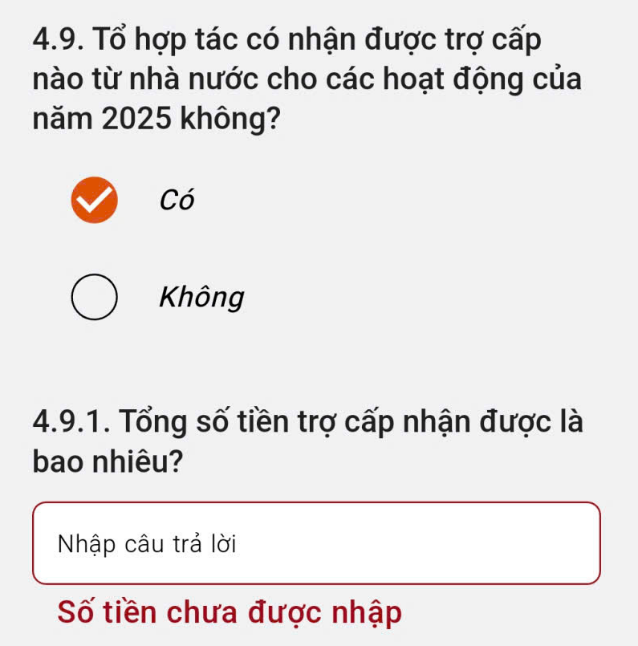 4.9. Tổ hợp tác có nhận được trợ cấp
nào từ nhà nước cho các hoạt động của
năm 2025 không?
Có
Không
4.9.1. Tổng số tiền trợ cấp nhận được là
bao nhiêu?
Nhập câu trả lời
Số tiền chưa được nhập